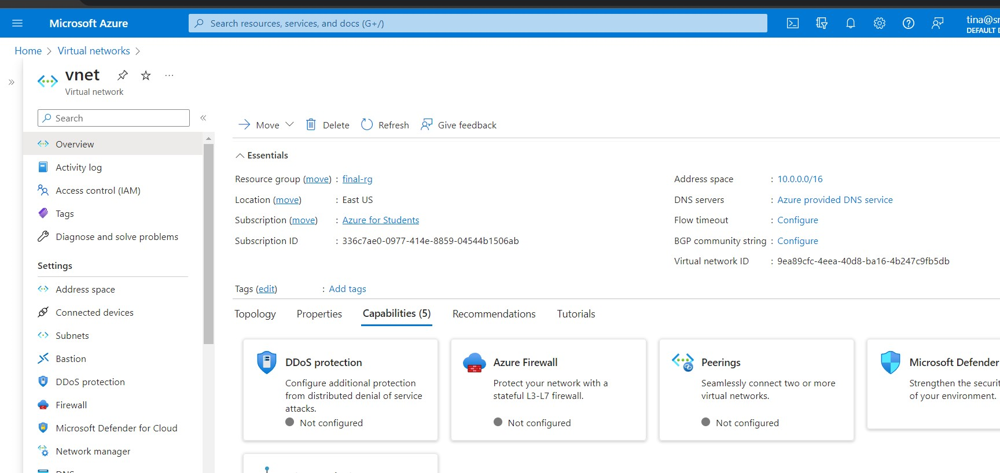 Microsoft Azure
Search resources, services, and docs (G+/)
tina@sr
DEFAULT D
Home > Virtual networks >
vnet
Virtual network
Search
Overview
Activity log
Access control (IAM)
Tags
Diagnose and solve problems
Settings
Address space
Connected devices
Subnets
Bastion
DDoS protection
Firewall
Microsoft Defender for Cloud
Network manager
DNS
Move
Delete
Refresh
Give feedback
Essentials
Resource group (move) : final-rg
Location (move) : East US
Subscription (move) : Azure for Students
Subscription ID : 336c7ae0-0977-414e-8859-04544b1506ab
Address space : 10.0.0.0/16
DNS servers : Azure provided DNS service
Flow timeout : Configure
BGP community string : Configure
Virtual network ID : 9ea89cfc-4eea-40d8-ba16-4b247c9fb5db
Tags (edit) : Add tags
Topology
Properties
Capabilities (5)
Recommendations
Tutorials
DDoS protection
Configure additional protection
from distributed denial of service
attacks.
Not configured
Azure Firewall
Protect your network with a
stateful L3-L7 firewall.
Not configured
Peerings
Seamlessly connect two or more
virtual networks.
Not configured
Microsoft Defender
Strengthen the securit
of your environment.